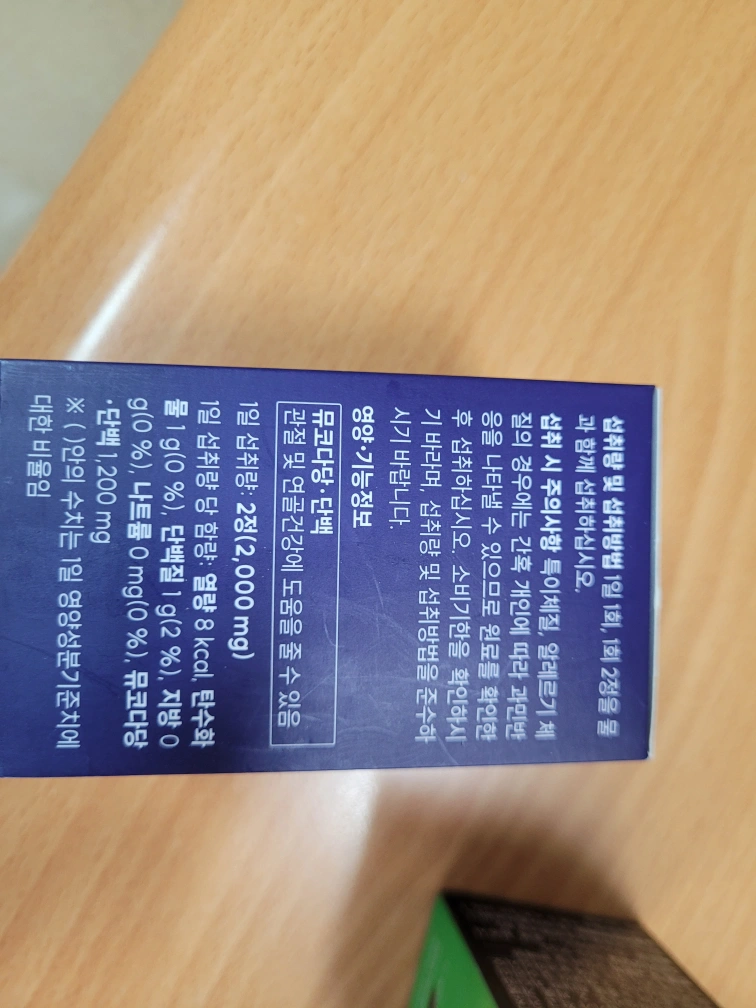 섭취량 및 섭취방법 1일 1회, 1회 2정을 물
과 함께 섭취하십시오.
섭취 시 주의사항 특이체질, 알레르기 체
질의 경우에는 간혹 개인에 따라 과민반
응을 나타낼 수 있으므로 원료를 확인한
후 섭취하십시오. 소비기한을 확인하시
기 바라며, 섭취량 및 섭취방법을 준수하
시기 바랍니다.
영양·기능정보
뮤코다당·단백
관절 및 연골건강에 도움을 줄 수 있음
1일 섭취량: 2정(2,000 mg)
1일 섭취량 당 함량: 열량 8 kcal, 탄수화
물 1 g(0 %), 단백질 1 g(2 %), 지방 0
g(0 %), 나트륨 0 mg(0 %), 뮤코다당
·단백 1,200 mg
※ ( )안의 수치는 1일 영양성분기준치에
대한 비율임